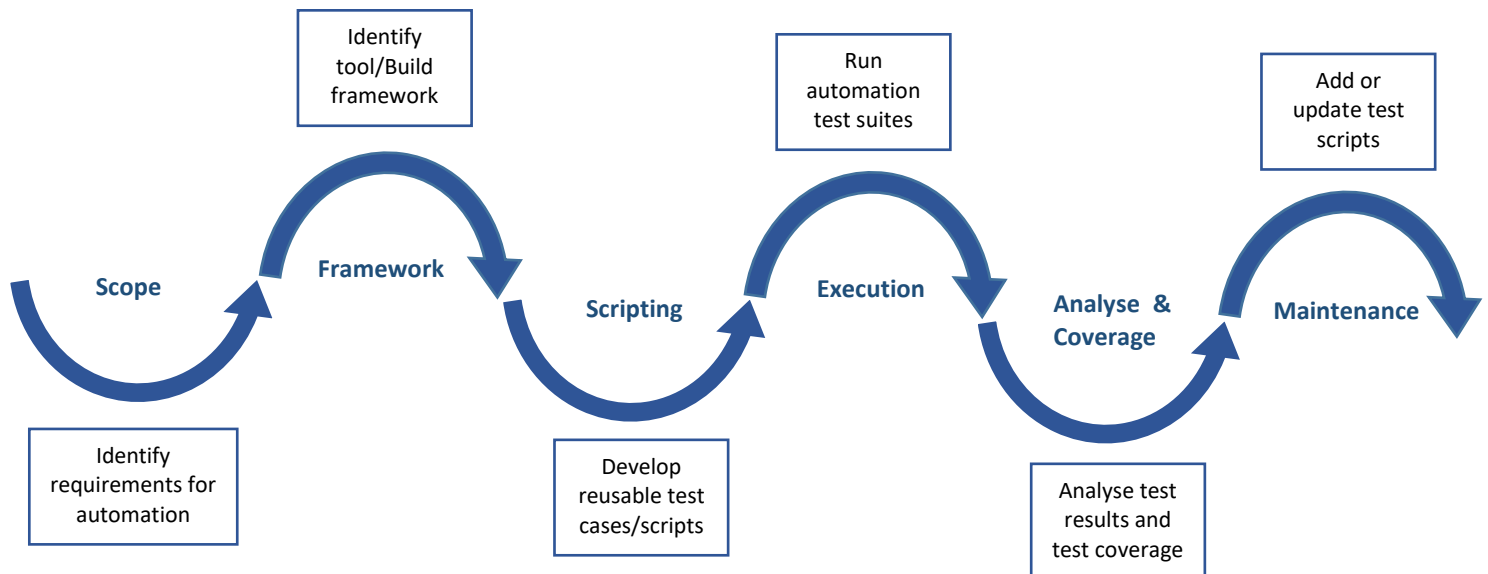 Identify
tool/Build
framework
Run
automation
test suites
Add or
update test
scripts
Scope
Framework
Scripting
Execution
Analyse &
Coverage
Maintenance
Identify
requirements for
automation
Develop
reusable test
cases/scripts
Analyse test
results and
test coverage